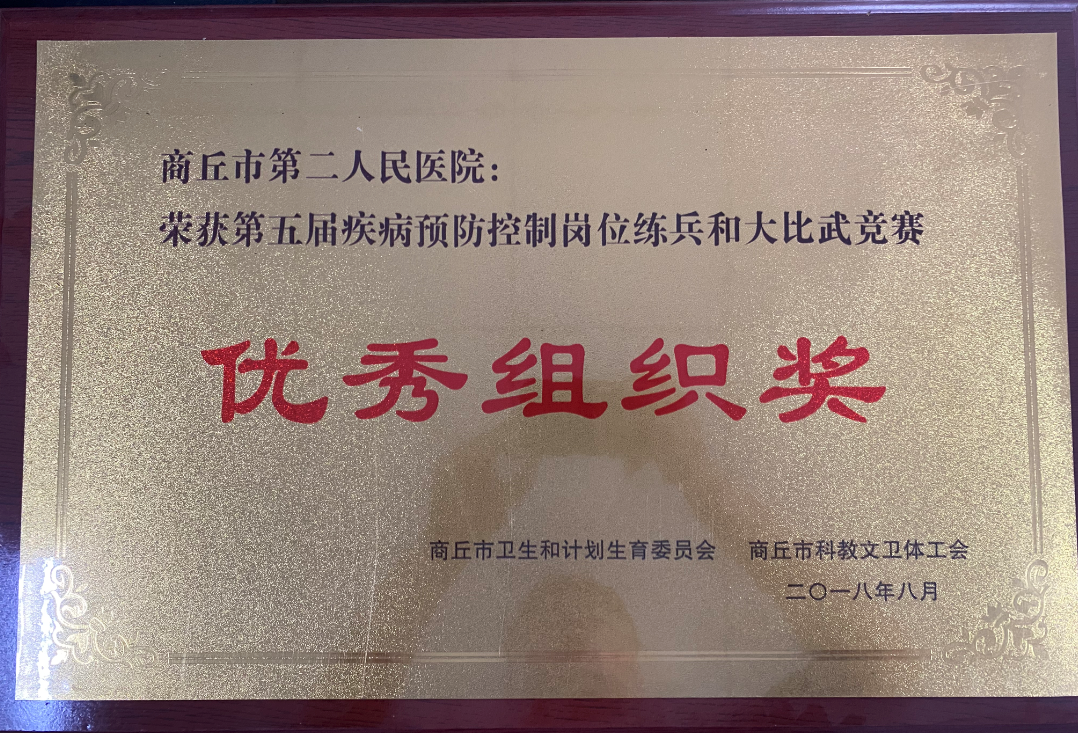 商丘市第二人民医院：
荣获第五届疾病预防控制岗位练兵和大比武竞赛
优秀组织奖
商丘市卫生和计划生育委员会 商丘市科教文卫体工会
二〇一八年八月